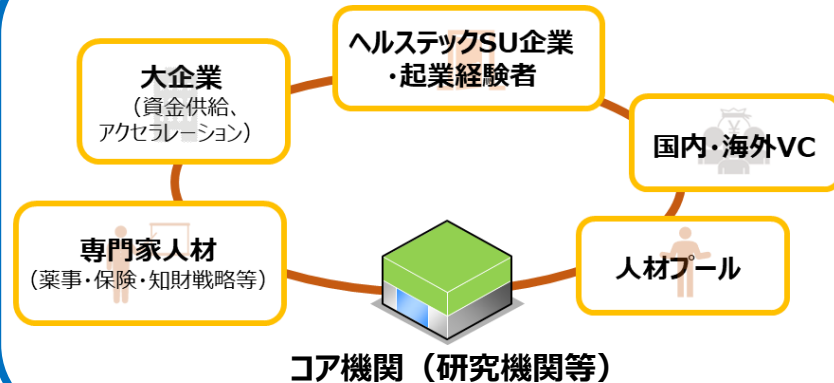 ヘルステックSU企業
・起業経験者
大企業
（資金供給、
アクセラレーション）
国内・海外VC
専門家人材
（薬事・保険・知財戦略等）
人材プール
コア機関（研究機関等）